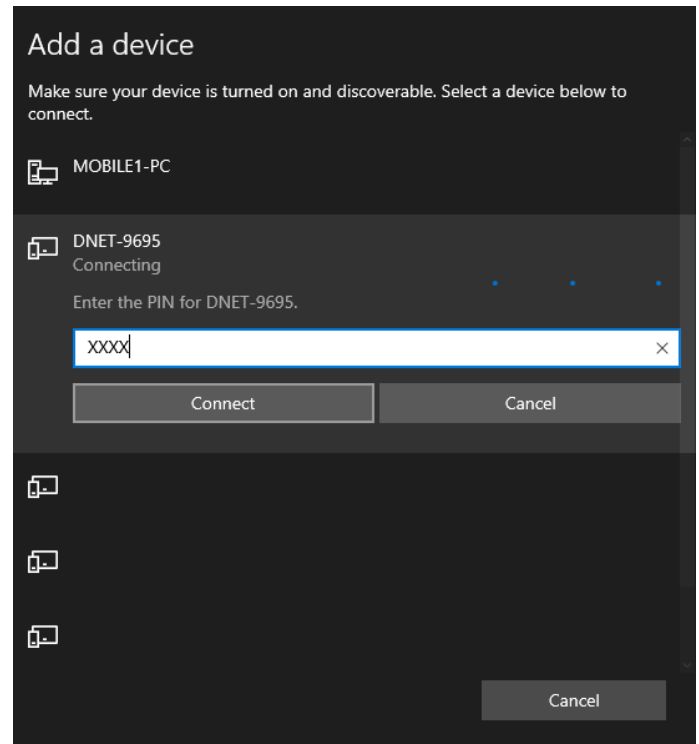 Add a device
Make sure your device is turned on and discoverable. Select a device below to
connect.
MOBILE1-PC
DNET-9695
Connecting
Enter the PIN for DNET-9695.
XXXX
Connect Cancel
Cancel